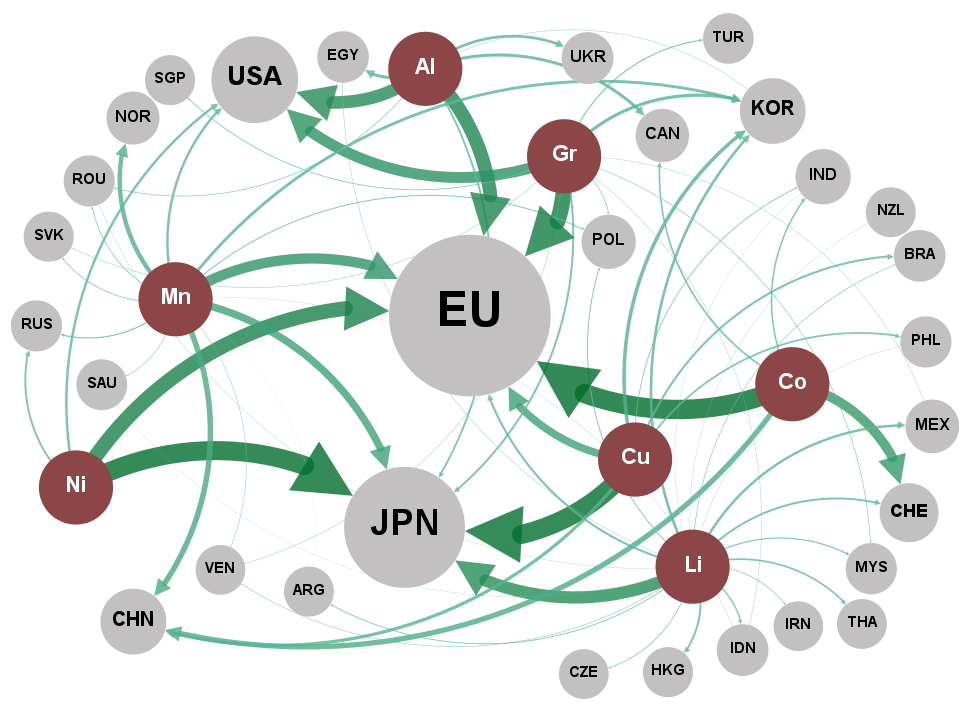 TUR
EGY
UKR
Al
SGP
USA
KOR
NOR
CAN
Gr
ROU
IND
NZL
SVK
POL
BRA
Mn
EU
RUS
PHL
SAU
Co
MEX
Cu
Ni
CHE
JPN
Li
VEN
MYS
ARG
CHN
IRN
THA
IDN
CZE
HKG